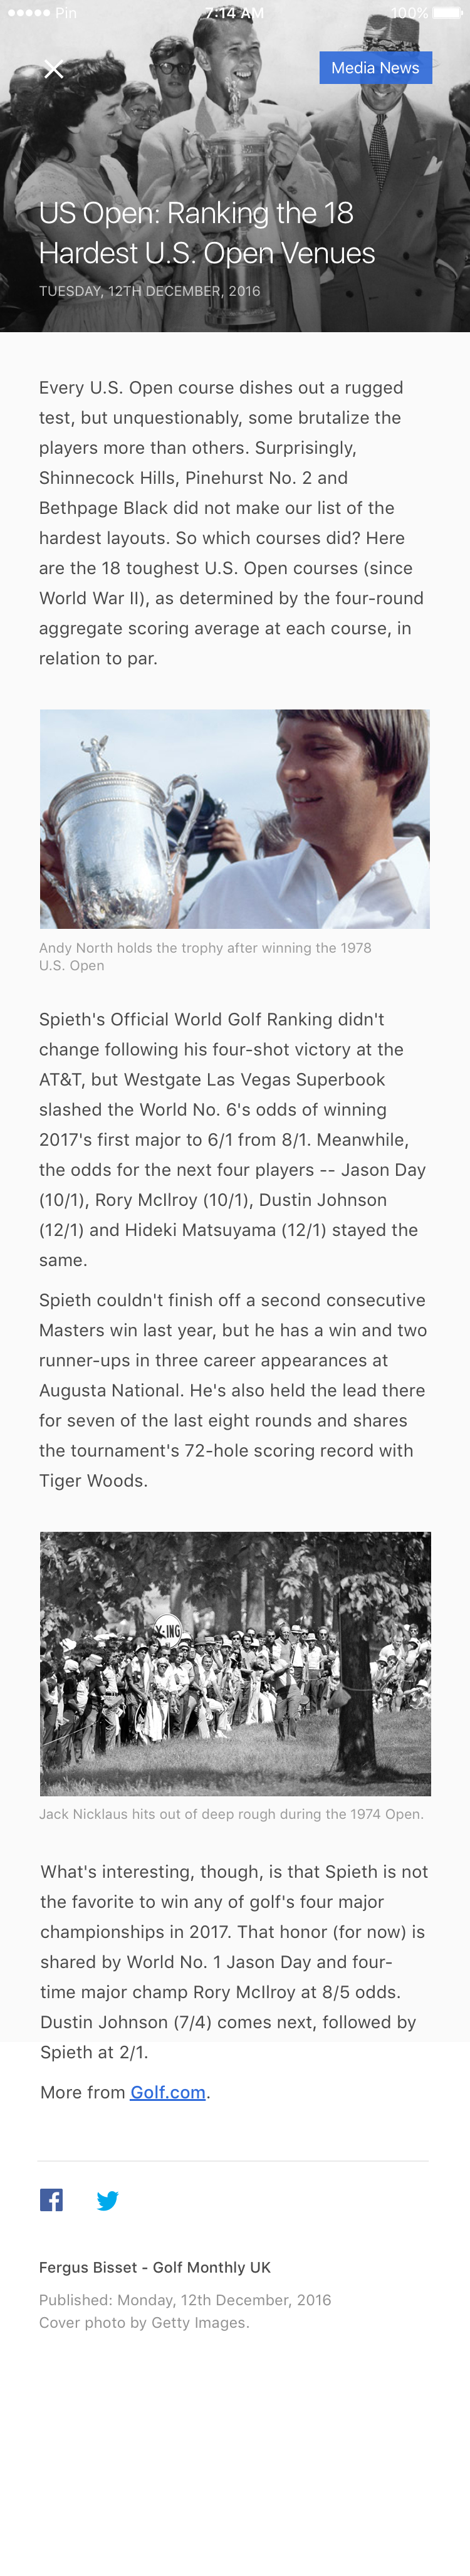 Pin 7:14 AM 100%
Media News
US Open: Ranking the 18
Hardest U.S. Open Venues
TUESDAY, 12TH DECEMBER, 2016
Every U.S. Open course dishes out a rugged
test, but unquestionably, some brutalize the
players more than others. Surprisingly,
Shinnecock Hills, Pinehurst No. 2 and
Bethpage Black did not make our list of the
hardest layouts. So which courses did? Here
are the 18 toughest U.S. Open courses (since
World War II), as determined by the four-round
aggregate scoring average at each course, in
relation to par.
Andy North holds the trophy after winning the 1978
U.S. Open
Spieth's Official World Golf Ranking didn't
change following his four-shot victory at the
AT&T, but Westgate Las Vegas Superbook
slashed the World No. 6's odds of winning
2017's first major to 6/1 from 8/1. Meanwhile,
the odds for the next four players -- Jason Day
(10/1), Rory McIlroy (10/1), Dustin Johnson
(12/1) and Hideki Matsuyama (12/1) stayed the
same.
Spieth couldn't finish off a second consecutive
Masters win last year, but he has a win and two
runner-ups in three career appearances at
Augusta National. He's also held the lead there
for seven of the last eight rounds and shares
the tournament's 72-hole scoring record with
Tiger Woods.
Jack Nicklaus hits out of deep rough during the 1974 Open.
What's interesting, though, is that Spieth is not
the favorite to win any of golf's four major
championships in 2017. That honor (for now) is
shared by World No. 1 Jason Day and four-
time major champ Rory McIlroy at 8/5 odds.
Dustin Johnson (7/4) comes next, followed by
Spieth at 2/1.
More from Golf.com.
Fergus Bisset - Golf Monthly UK
Published: Monday, 12th December, 2016
Cover photo by Getty Images.